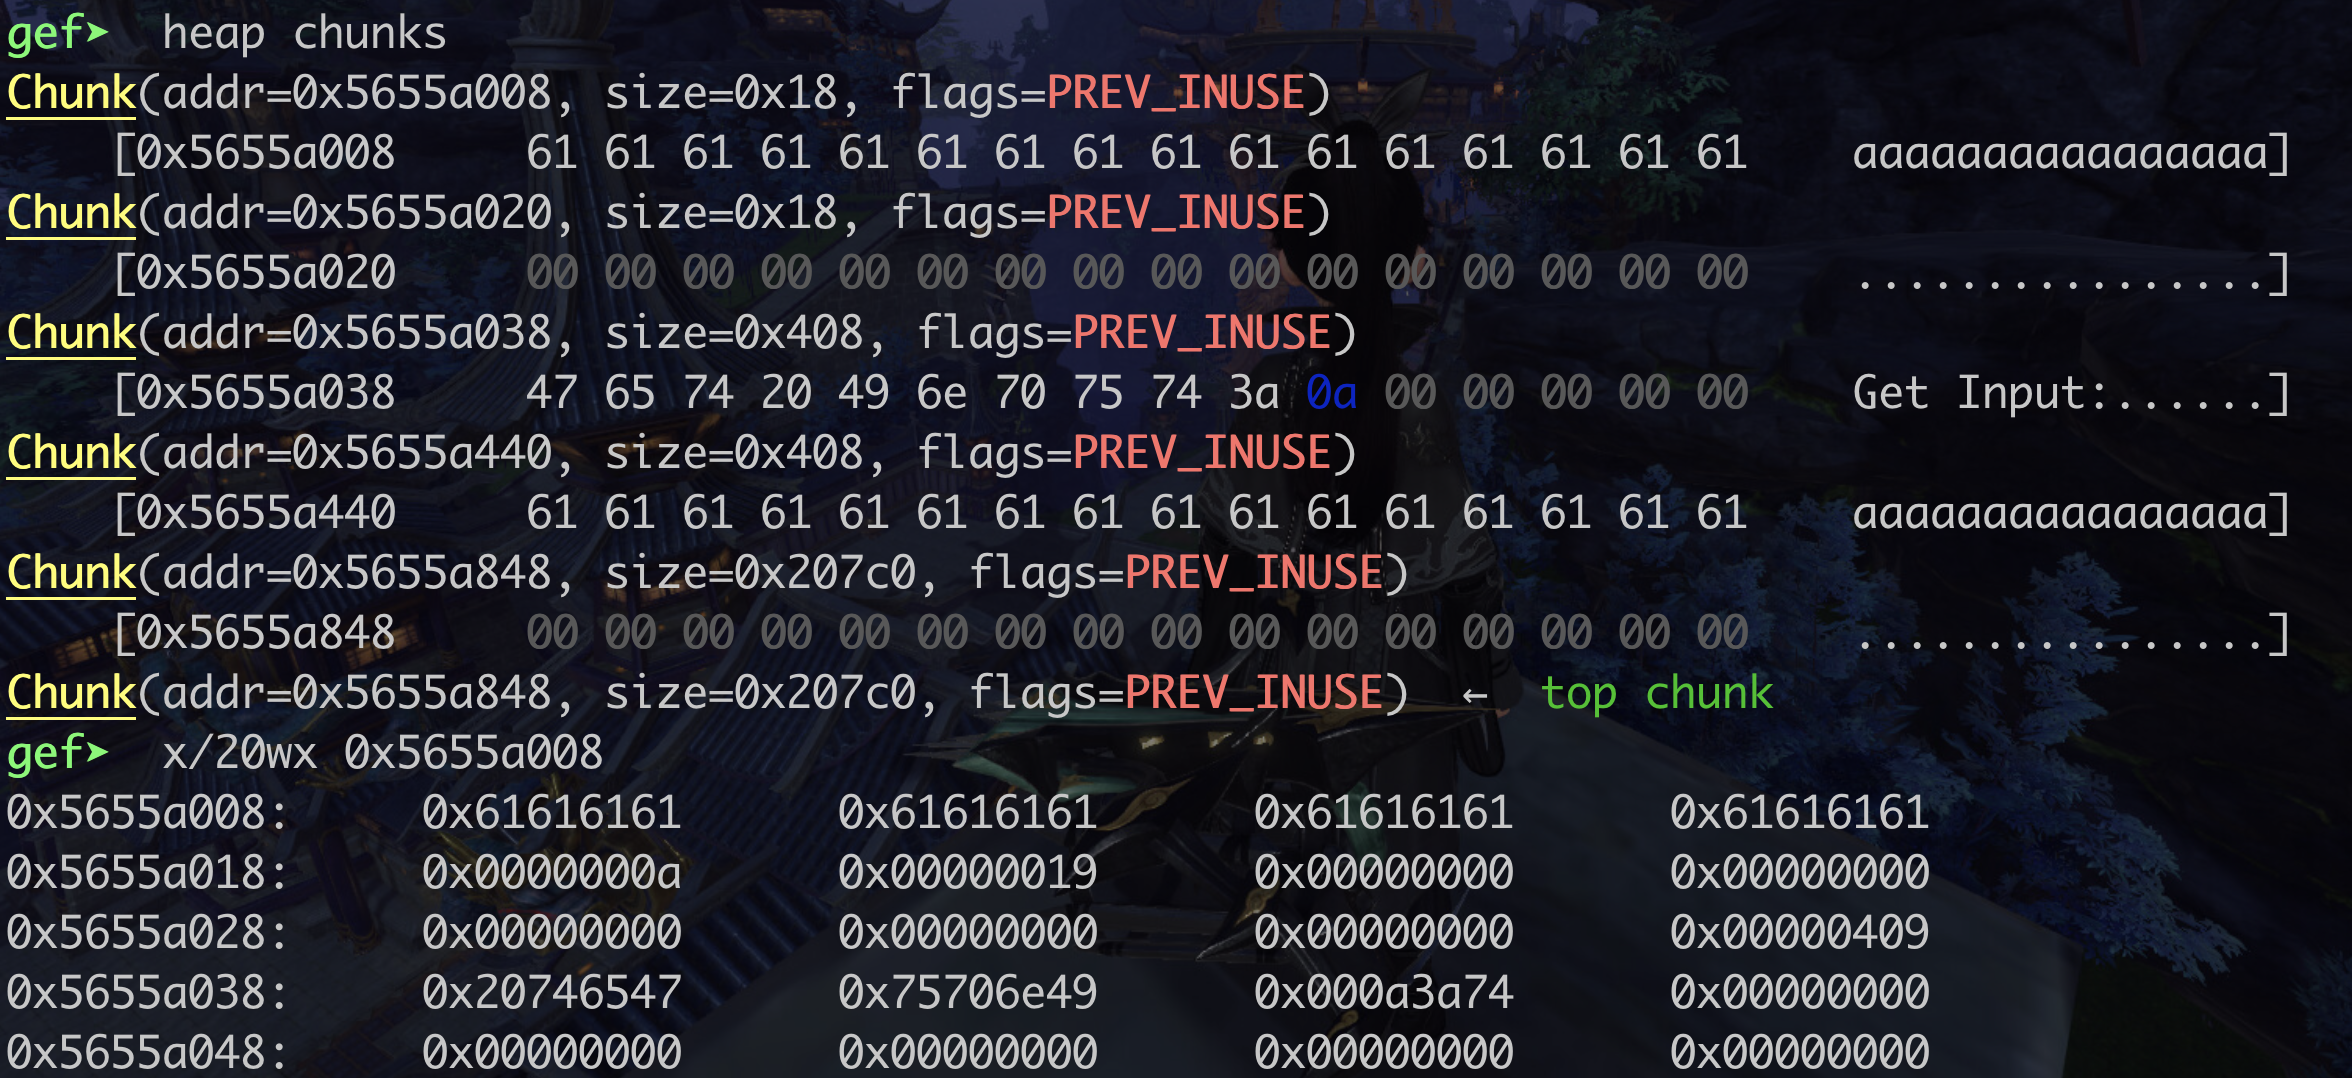 gef➤  heap chunks
Chunk(addr=0x5655a008, size=0x18, flags=PREV_INUSE)
    [0x5655a008     61 61 61 61 61 61 61 61 61 61 61 61 61 61 61 61    aaaaaaaaaaaaaaaa]
Chunk(addr=0x5655a020, size=0x18, flags=PREV_INUSE)
    [0x5655a020     00 00 00 00 00 00 00 00 00 00 00 00 00 00 00 00    ................]
Chunk(addr=0x5655a038, size=0x408, flags=PREV_INUSE)
    [0x5655a038     47 65 74 20 49 6e 70 75 74 3a 0a 00 00 00 00 00    Get Input:......]
Chunk(addr=0x5655a440, size=0x408, flags=PREV_INUSE)
    [0x5655a440     61 61 61 61 61 61 61 61 61 61 61 61 61 61 61 61    aaaaaaaaaaaaaaaa]
Chunk(addr=0x5655a848, size=0x207c0, flags=PREV_INUSE)
    [0x5655a848     00 00 00 00 00 00 00 00 00 00 00 00 00 00 00 00    ................]
Chunk(addr=0x5655a848, size=0x207c0, flags=PREV_INUSE)  ←  top chunk
gef➤  x/20wx 0x5655a008
0x5655a008:     0x61616161      0x61616161      0x61616161      0x61616161
0x5655a018:     0x0000000a      0x00000019      0x00000000      0x00000000
0x5655a028:     0x00000000      0x00000000      0x00000000      0x00000409
0x5655a038:     0x20746547      0x75706e49      0x000a3a74      0x00000000
0x5655a048:     0x00000000      0x00000000      0x00000000      0x00000000